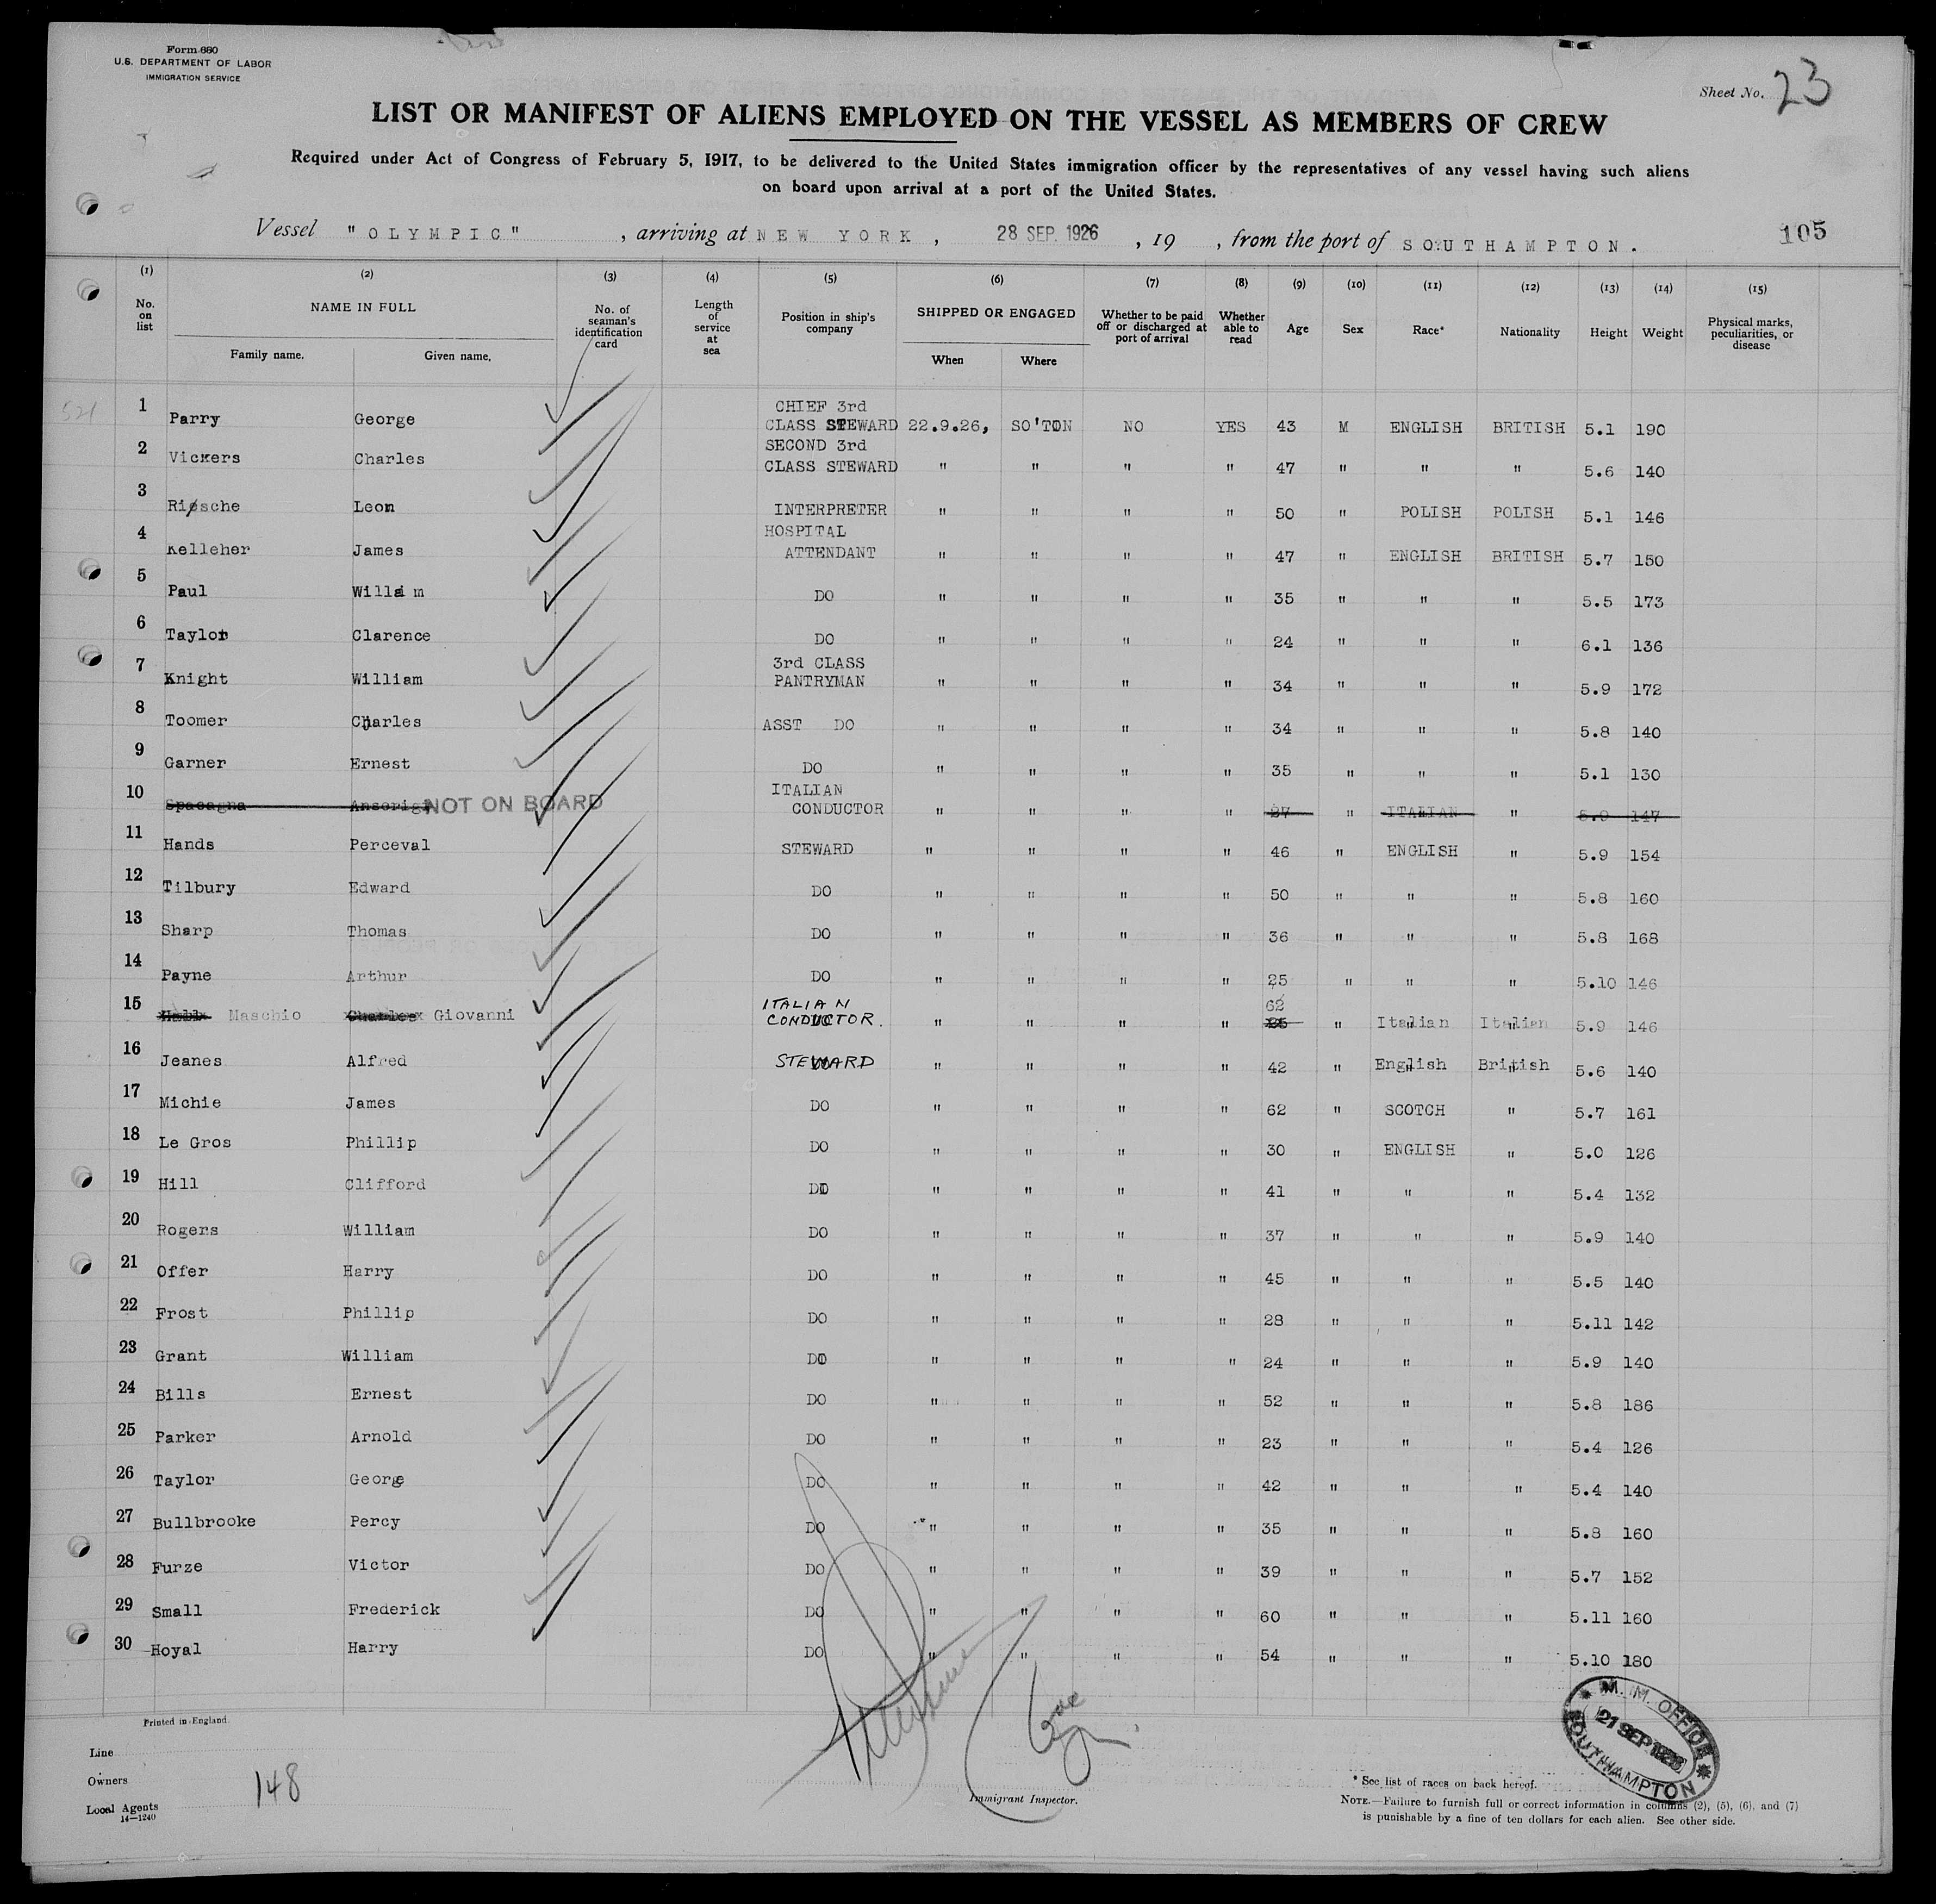 Form 680
U.S. DEPARTMENT OF LABOR
IMMIGRATION SERVICE
Sheet No. 23
LIST OR MANIFEST OF ALIENS EMPLOYED ON THE VESSEL AS MEMBERS OF CREW
Required under Act of Congress of February 5, 1917, to be delivered to the United States immigration officer by the representatives of any vessel having such aliens
on board upon arrival at a port of the United States.
Vessel "OLYMPIC" , arriving at NEW YORK, 28 SEP. 1926 , 19 , from the port of SOUTHAMPTON. 105
(1) (2) (3) (4) (5) (6) (7) (8) (9) (10) (11) (12) (13) (14) (15)
No. on list NAME IN FULL Family name. Given name. No. of seaman's identification card Length of service at sea Position in ship's company SHIPPED OR ENGAGED When Where Whether to be paid off or discharged at port of arrival Whether able to read Age Sex Race* Nationality Height Weight Physical marks, peculiarities, or disease
521
1 Parry George CHIEF 3rd CLASS STEWARD 22.9.26, SO'TON NO YES 43 M ENGLISH BRITISH 5.1 190
2 Vickers Charles SECOND 3rd CLASS STEWARD " " " " 47 " " " 5.6 140
3 Riesche Leon INTERPRETER " " " " 50 " POLISH POLISH 5.1 146
4 Kelleher James HOSPITAL ATTENDANT " " " " 47 " ENGLISH BRITISH 5.7 150
5 Paul Willim DO " " " " 35 " " " 5.5 173
6 Taylor Clarence DO " " " " 24 " " " 6.1 136
7 Knight William 3rd CLASS PANTRYMAN " " " " 34 " " " 5.9 172
8 Toomer Charles ASST DO " " " " 34 " " " 5.8 140
9 Garner Ernest DO " " " " 35 " " " 5.1 130
10 Spacagna NOT ON BOARD ITALIAN CONDUCTOR " " " " 27 " ITALIAN " 147
11 Hands Perceval STEWARD " " " " 46 " ENGLISH " 5.9 154
12 Tilbury Edward DO " " " " 50 " " " 5.8 160
13 Sharp Thomas DO " " " " 36 " " " 5.8 168
14 Payne Arthur DO " " " " 25 " " " 5.10 146
15 Maschio Charles Giovanni ITALIAN CONDUCTOR. " " " " 62 " Italian Italian 5.9 146
16 Jeanes Alfred STEWARD " " " " 42 " English British 5.6 140
17 Michie James DO " " " " 62 " SCOTCH " 5.7 161
18 Le Gros Phillip DO " " " " 30 " ENGLISH " 5.0 126
19 Hill Clifford DO " " " " 41 " " " 5.4 132
20 Rogers William DO " " " " 37 " " " 5.9 140
21 Offer Harry DO " " " " 45 " " " 5.5 140
22 Frost Phillip DO " " " " 28 " " " 5.11 142
23 Grant William DO " " " " 24 " " " 5.9 140
24 Bills Ernest DO " " " " 52 " " " 5.8 186
25 Parker Arnold DO " " " " 23 " " " 5.4 126
26 Taylor George DO " " " " 42 " " " 5.4 140
27 Bullbrooke Percy DO " " " " 35 " " " 5.8 160
28 Furze Victor DO " " " " 39 " " " 5.7 152
29 Small Frederick DO " " " " 60 " " " 5.11 160
30 Hoyal Harry DO " " " " 54 " " " 5.10 180
Printed in England.
M. M. OFFICE
21 SEP 1926
SOUTHAMPTON
Line
Owners
Local Agents
14—1240
148
Immigrant Inspector.
* See list of races on back hereof.
NOTE.—Failure to furnish full or correct information in columns (2), (5), (6), and (7)
is punishable by a fine of ten dollars for each alien. See other side.